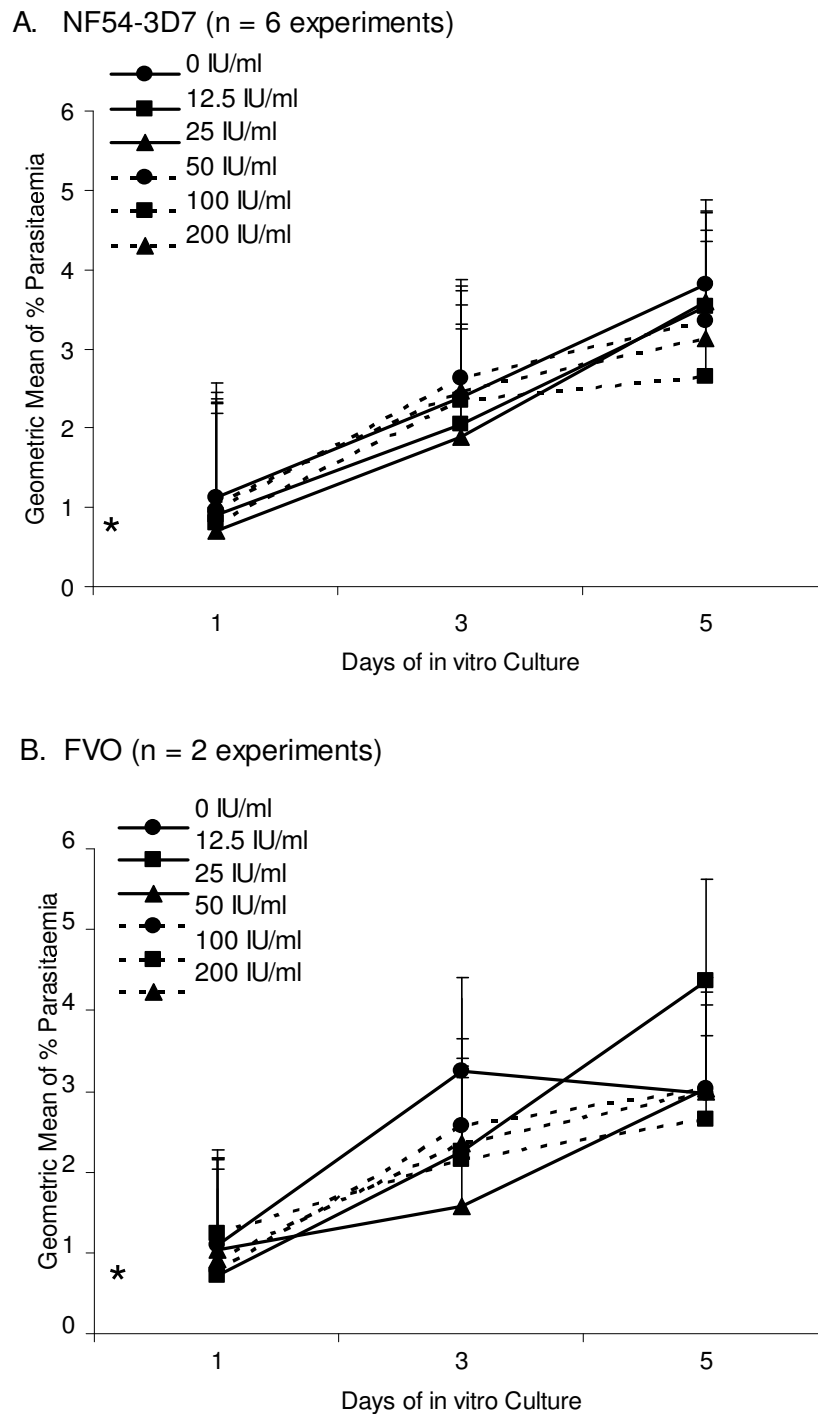 A. NF54-3D7 (n = 6 experiments)
0 IU/ml
12.5 IU/ml
25 IU/ml
50 IU/ml
100 IU/ml
200 IU/ml
6
5
4
3
2
1
0
*
Geometric Mean of % Parasitaemia
1 3 5
Days of in vitro Culture
B. FVO (n = 2 experiments)
0 IU/ml
12.5 IU/ml
25 IU/ml
50 IU/ml
100 IU/ml
200 IU/ml
6
5
4
3
2
1
0
*
Geometric Mean of % Parasitaemia
1 3 5
Days of in vitro Culture